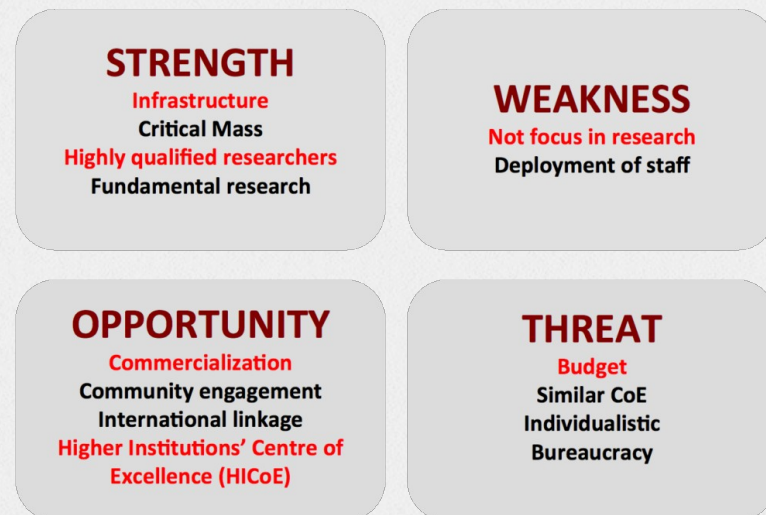 STRENGTH
Infrastructure
Critical Mass
Highly qualified researchers
Fundamental research
WEAKNESS
Not focus in research
Deployment of staff
OPPORTUNITY
Commercialization
Community engagement
International linkage
Higher Institutions’ Centre of
Excellence (HICoE)
THREAT
Budget
Similar CoE
Individualistic
Bureaucracy